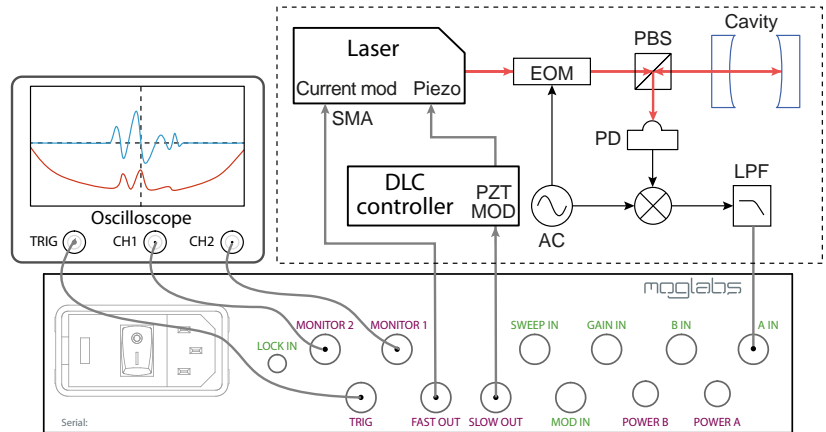 Cavity
Laser
PBS
Current mod
Piezo
EOM
SMA
PD
LPF
DLC
controller
PZT
MOD
AC
Oscilloscope
TRIG
CH1
CH2
moglabs
MONITOR 2
MONITOR 1
SWEEP IN
GAIN IN
B IN
A IN
LOCK IN
Serial:
TRIG
FAST OUT
SLOW OUT
MOD IN
POWER B
POWER A